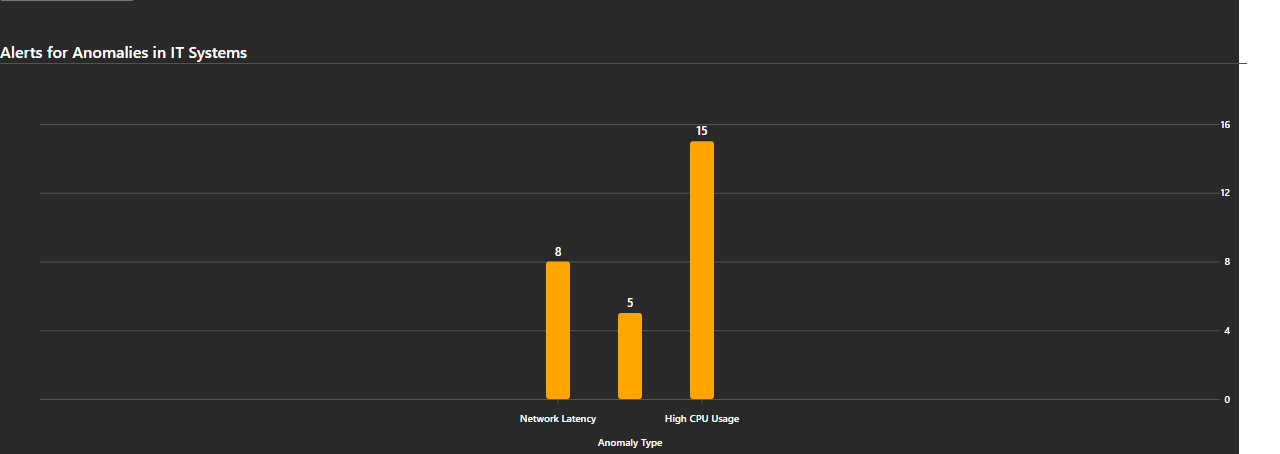 Alerts for Anomalies in IT Systems
16
15
12
8
8
5
4
0
Network Latency High CPU Usage
Anomaly Type